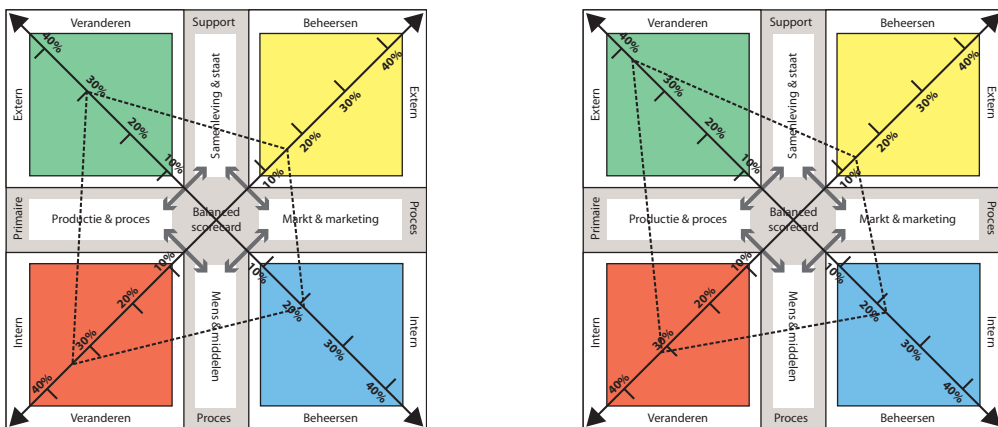 Veranderen
Support
Beheersen
Extern
40%
30%
20%
10%
Samenleving & staat
40%
30%
20%
10%
Extern
Primaire
Productie & proces
Balanced
scorecard
Markt & marketing
Proces
Intern
10%
20%
30%
40%
Mens & middelen
10%
20%
30%
40%
Intern
Veranderen
Proces
Beheersen
Veranderen
Support
Beheersen
Extern
40%
30%
20%
10%
Samenleving & staat
40%
30%
20%
10%
Extern
Primaire
Productie & proces
Balanced
scorecard
Markt & marketing
Proces
Intern
10%
20%
30%
40%
Mens & middelen
10%
20%
30%
40%
Intern
Veranderen
Proces
Beheersen